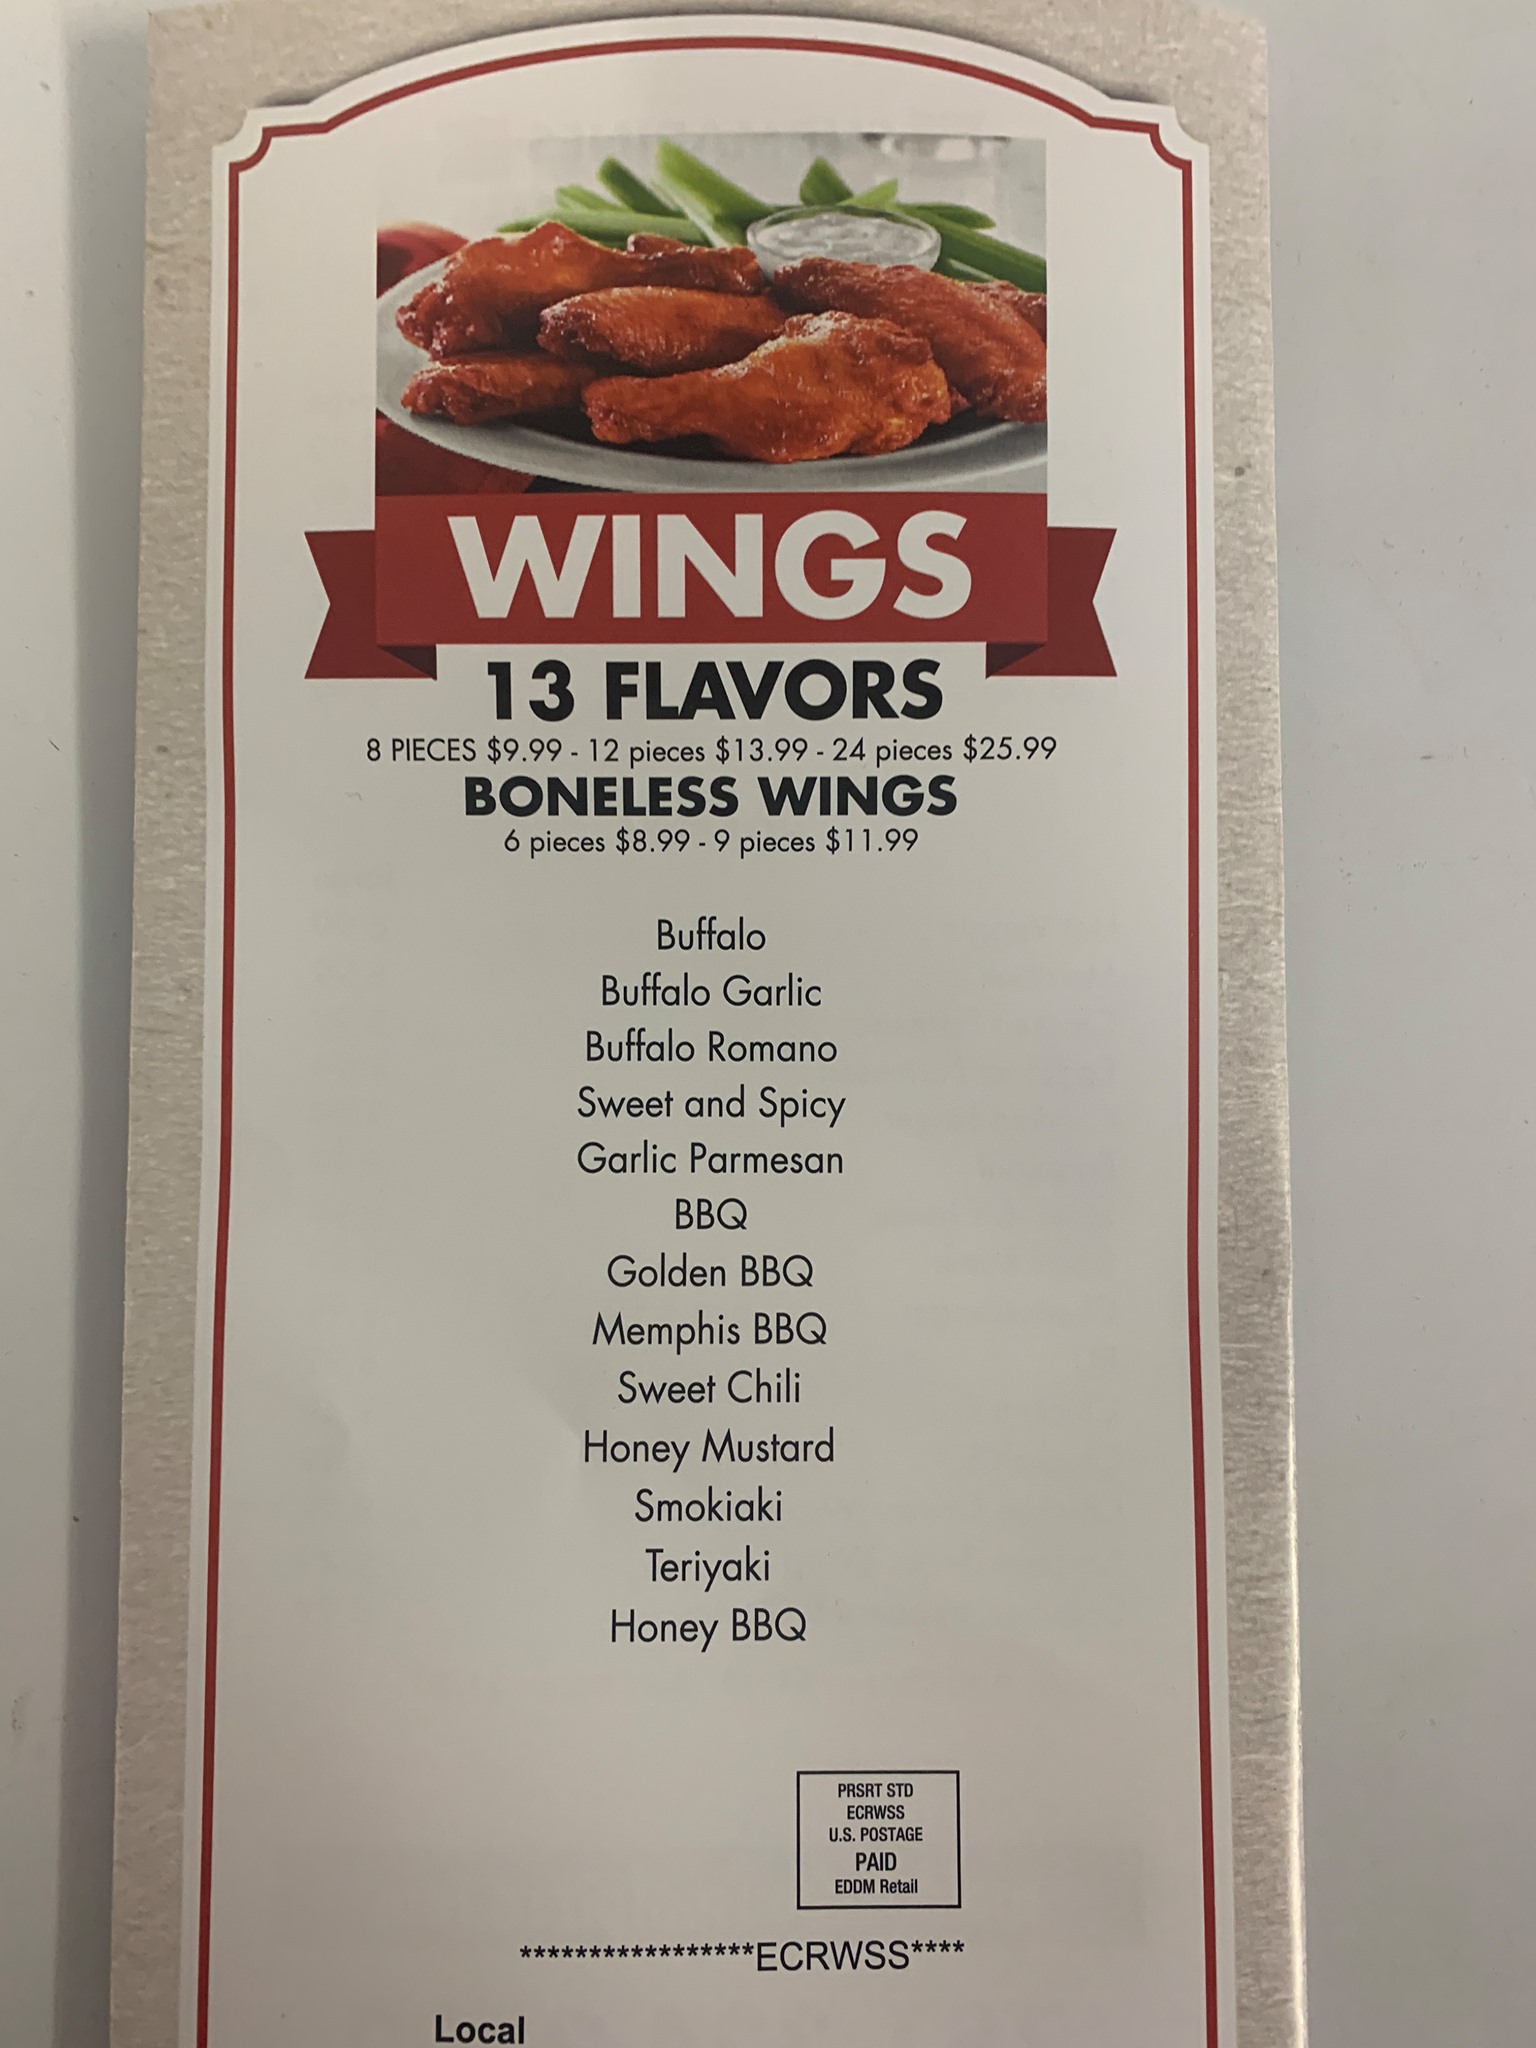 WINGS
13 FLAVORS
8 PIECES $9.99 - 12 pieces $13.99 - 24 pieces $25.99
BONELESS WINGS
6 pieces $8.99 - 9 pieces $11.99
Buffalo
Buffalo Garlic
Buffalo Romano
Sweet and Spicy
Garlic Parmesan
BBQ
Golden BBQ
Memphis BBQ
Sweet Chili
Honey Mustard
Smokiaki
Teriyaki
Honey BBQ
PRSRT STD
ECRWSS
U.S. POSTAGE
PAID
EDDM Retail
*****************ECRWSS****
Local